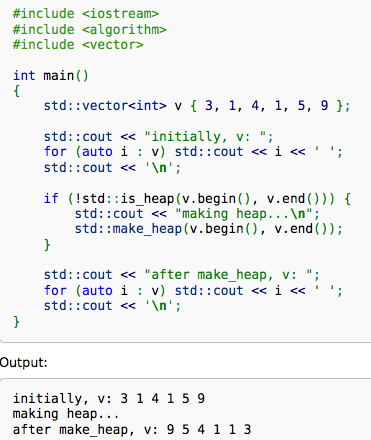 #include <iostream>
#include <algorithm>
#include <vector>

int main()
{
    std::vector<int> v { 3, 1, 4, 1, 5, 9 };

    std::cout << "initially, v: ";
    for (auto i : v) std::cout << i << ' ';
    std::cout << '\n';

    if (!std::is_heap(v.begin(), v.end())) {
        std::cout << "making heap...\n";
        std::make_heap(v.begin(), v.end());
    }

    std::cout << "after make_heap, v: ";
    for (auto i : v) std::cout << i << ' ';
    std::cout << '\n';
}
Output:
initially, v: 3 1 4 1 5 9
making heap...
after make_heap, v: 9 5 4 1 1 3